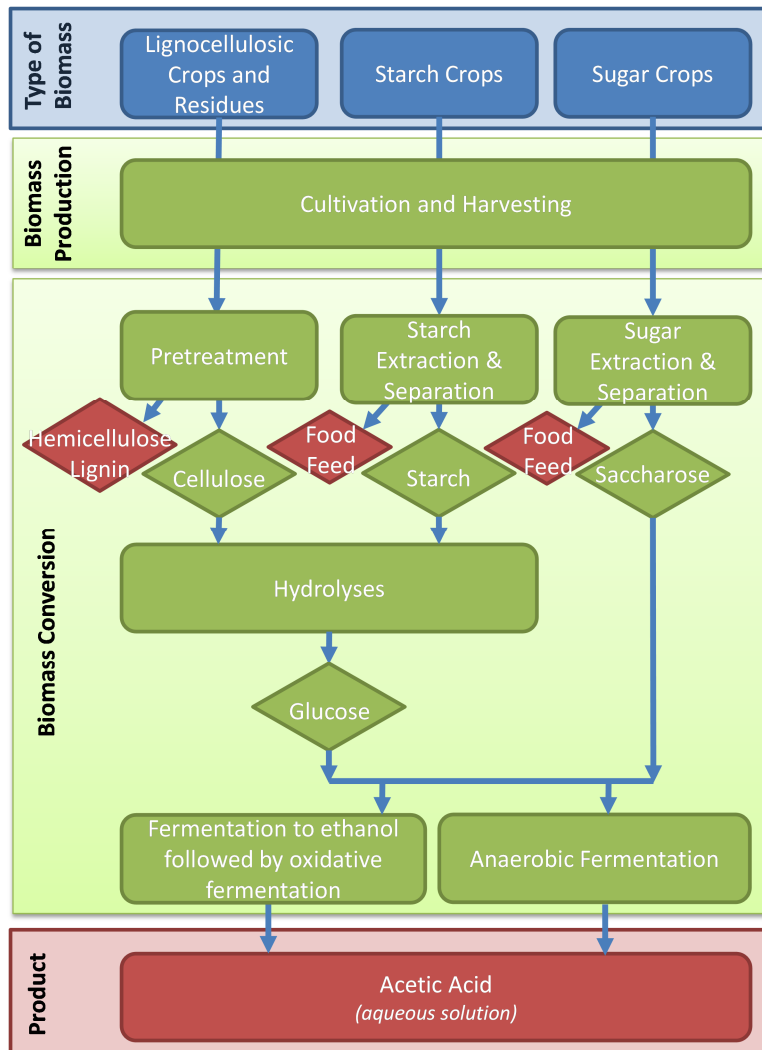 Type of
Biomass
Lignocellulosic
Crops and
Residues
Starch Crops
Sugar Crops
Biomass
Production
Cultivation and Harvesting
Biomass Conversion
Pretreatment
Starch
Extraction &
Separation
Sugar
Extraction &
Separation
Hemicellulose
Lignin
Cellulose
Food
Feed
Starch
Food
Feed
Saccharose
Hydrolyses
Glucose
Fermentation to ethanol
followed by oxidative
fermentation
Anaerobic Fermentation
Product
Acetic Acid
(aqueous solution)